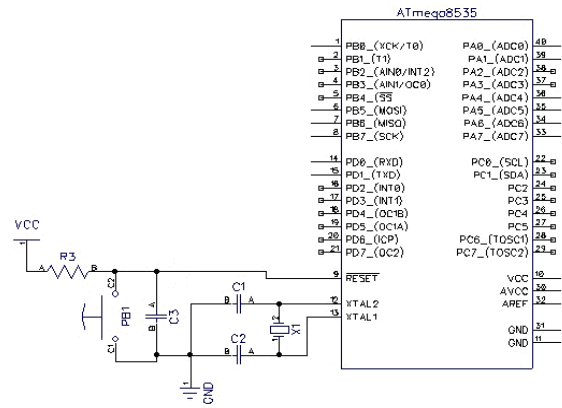 ATmega8535
1 PB0_(XCK/T0) PA0_(ADC0) 40
2 PB1_(T1) PA1_(ADC1) 39
3 PB2_(AIN0/INT2) PA2_(ADC2) 38
4 PB3_(AIN1/OC0) PA3_(ADC3) 37
5 PB4_(SS) PA4_(ADC4) 36
6 PB5_(MOSI) PA5_(ADC5) 35
7 PB6_(MISO) PA6_(ADC6) 34
8 PB7_(SCK) PA7_(ADC7) 33
14 PD0_(RXD) PC0_(SCL) 22
15 PD1_(TXD) PC1_(SDA) 23
16 PD2_(INT0) PC2 24
17 PD3_(INT1) PC3 25
18 PD4_(OC1B) PC4 26
19 PD5_(OC1A) PC5 27
20 PD6_(ICP) PC6_(TOSC1) 28
21 PD7_(OC2) PC7_(TOSC2) 29
VCC
1
A R3 B
9 RESET VCC 10
AVCC 30
12 XTAL2 AREF 32
13 XTAL1
GND 31
GND 11
C2
PB1
C1
A
C3
B
C1
B A
C2
B A
2
X1
1
1
GND